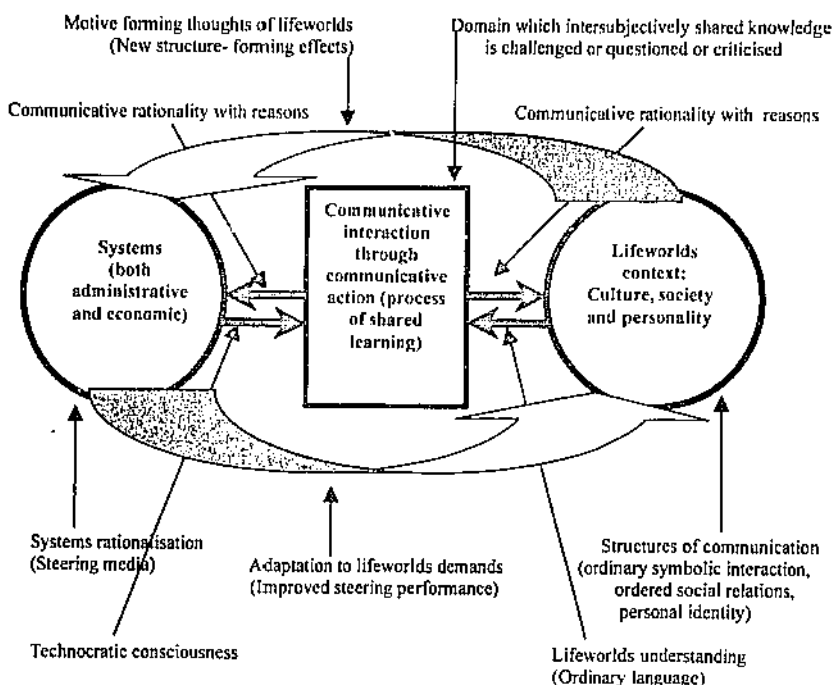 Motive forming thoughts of lifeworlds
(New structure- forming effects)
Domain which intersubjectively shared knowledge
is challenged or questioned or criticised
Communicative rationality with reasons
Communicative rationality with reasons
Systems
(both
administrative
and economic)
Communicative
interaction
through
communicative
action (process
of shared
learning)
Lifeworlds
context:
Culture, society
and personality
Systems rationalisation
(Steering media)
Adaptation to lifeworlds demands
(Improved steering performance)
Structures of communication
(ordinary symbolic interaction,
ordered social relations,
personal identity)
Technocratic consciousness
Lifeworlds understanding
(Ordinary language)